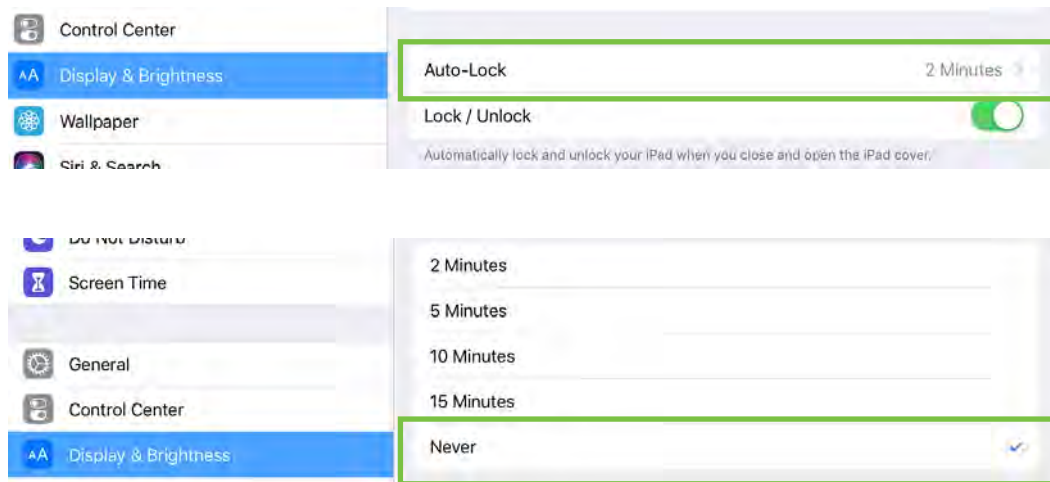 Control Center
Auto-Lock 2 Minutes
Display & Brightness
Lock / Unlock
Wallpaper
Automatically lock and unlock your iPad when you close and open the iPad cover.
Siri & Search
Do Not Disturb
2 Minutes
Screen Time
5 Minutes
10 Minutes
General
15 Minutes
Control Center
Never
Display & Brightness